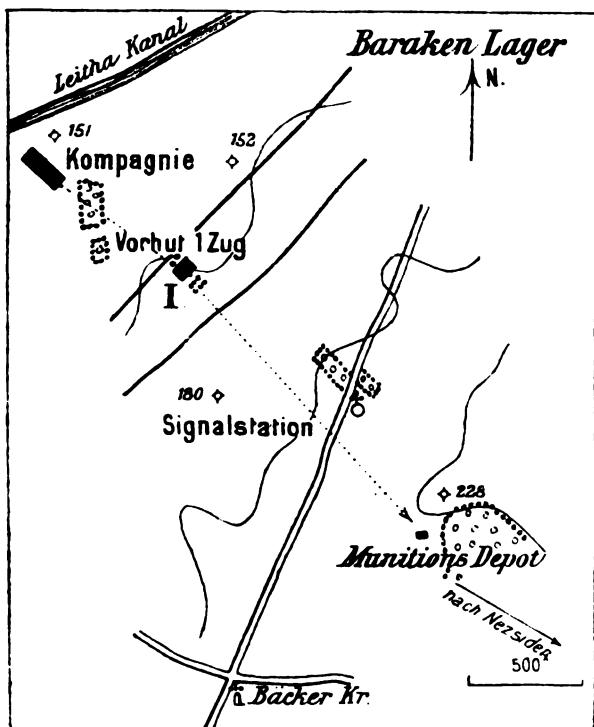 Leitha Kanal
Baraken Lager
N.
151
152
Kompagnie
Vorhut 1 Zug
I
180
Signalstation
228
Munitions Depot
nach Nezsider
500
Bäcker Kr.